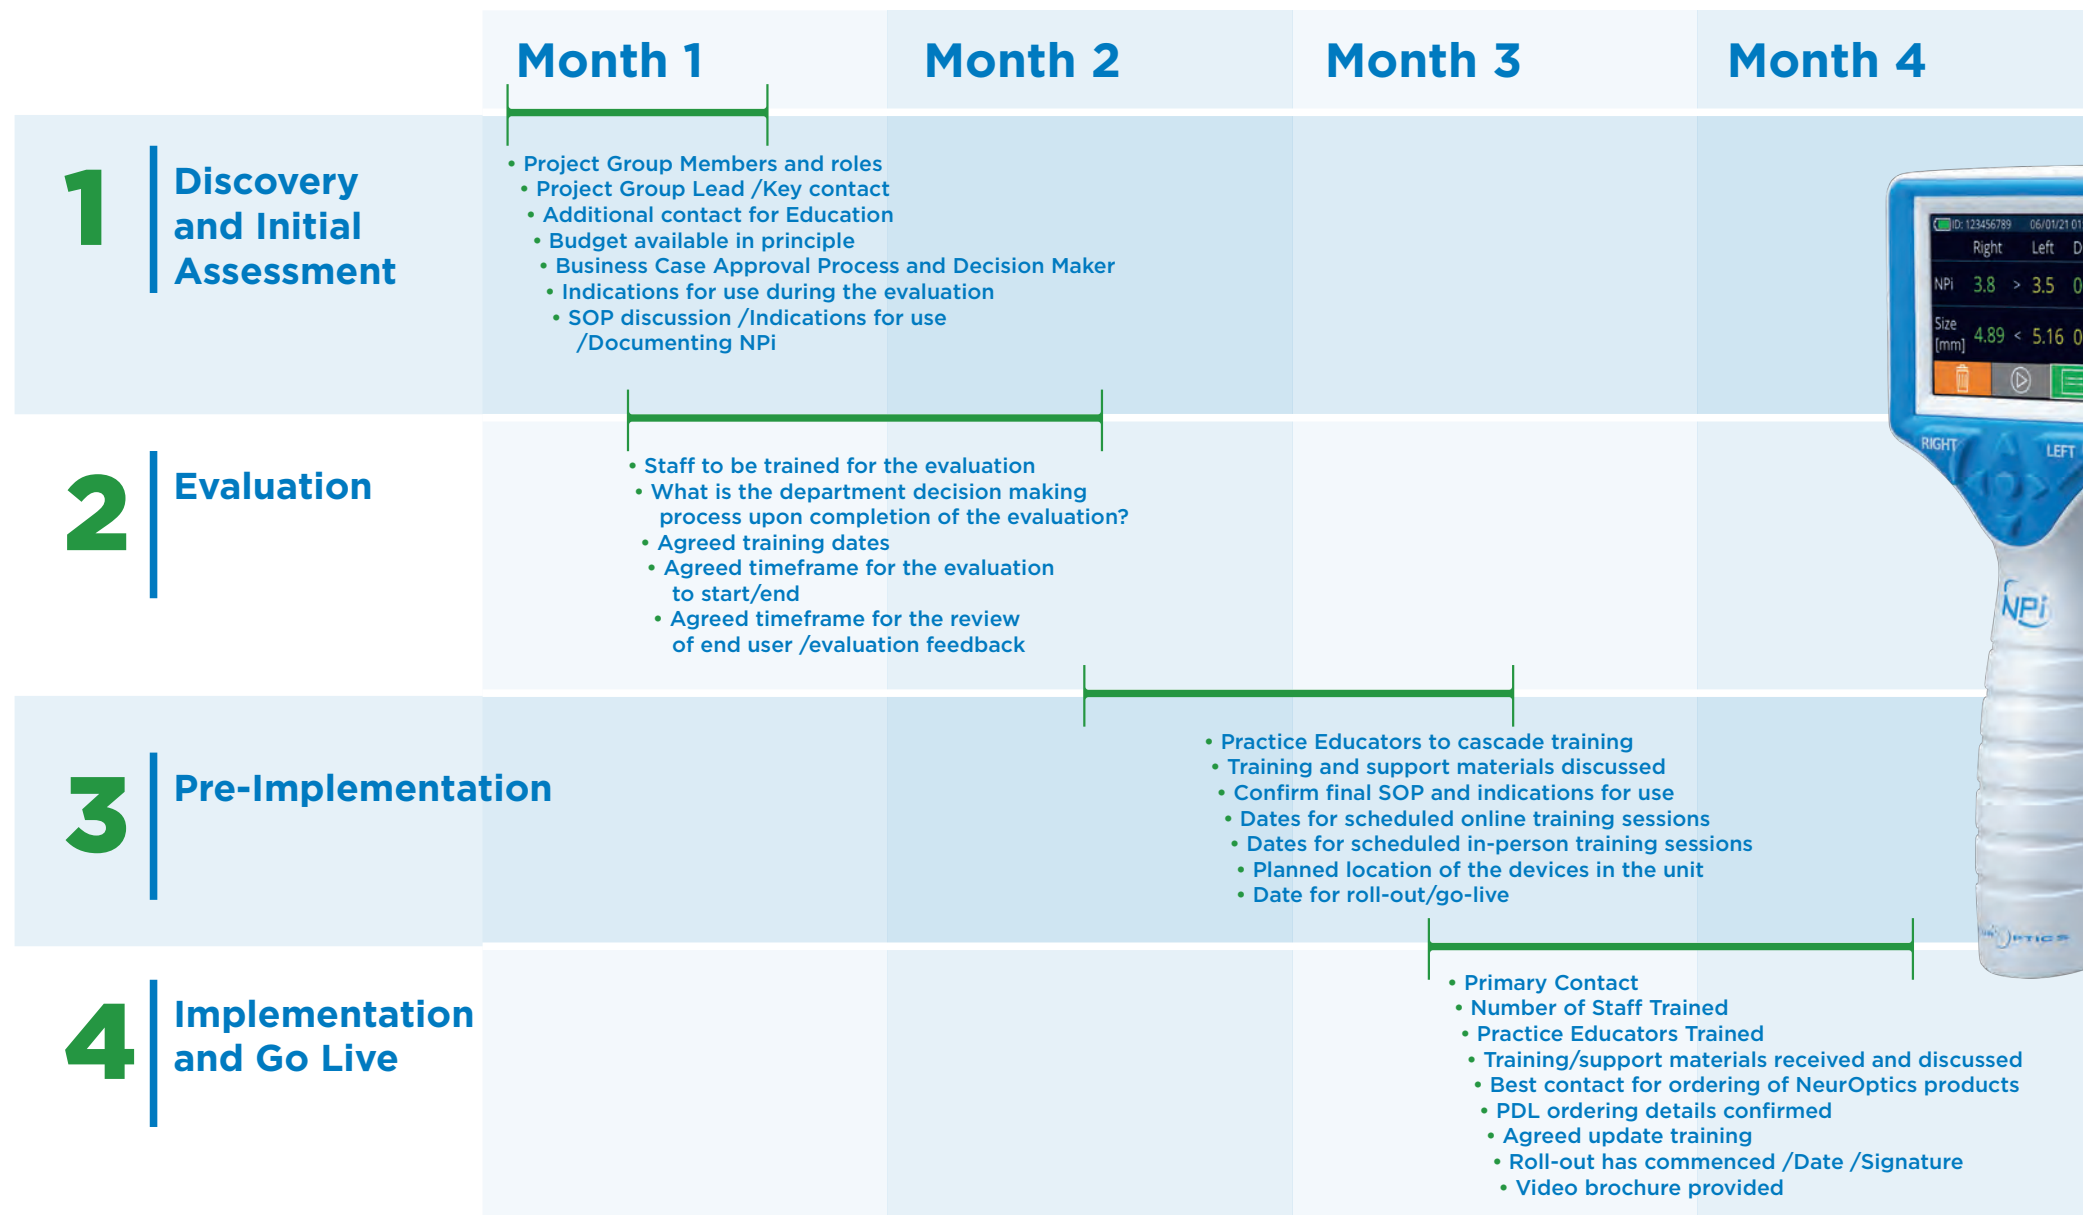 Month 1
Month 2
Month 3
Month 4
1
Discovery
and Initial
Assessment
• Project Group Members and roles
• Project Group Lead /Key contact
• Additional contact for Education
• Budget available in principle
• Business Case Approval Process and Decision Maker
• Indications for use during the evaluation
• SOP discussion /Indications for use
/Documenting NPi
2
Evaluation
• Staff to be trained for the evaluation
• What is the department decision making
process upon completion of the evaluation?
• Agreed training dates
• Agreed timeframe for the evaluation
to start/end
• Agreed timeframe for the review
of end user /evaluation feedback
3
Pre-Implementation
• Practice Educators to cascade training
• Training and support materials discussed
• Confirm final SOP and indications for use
• Dates for scheduled online training sessions
• Dates for scheduled in-person training sessions
• Planned location of the devices in the unit
• Date for roll-out/go-live
4
Implementation
and Go Live
• Primary Contact
• Number of Staff Trained
• Practice Educators Trained
• Training/support materials received and discussed
• Best contact for ordering of NeurOptics products
• PDL ordering details confirmed
• Agreed update training
• Roll-out has commenced /Date /Signature
• Video brochure provided
ID: 123456789 06/01/21
Right Left
NPi 3.8 > 3.5
Size
[mm] 4.89 < 5.16
RIGHT LEFT
NPi